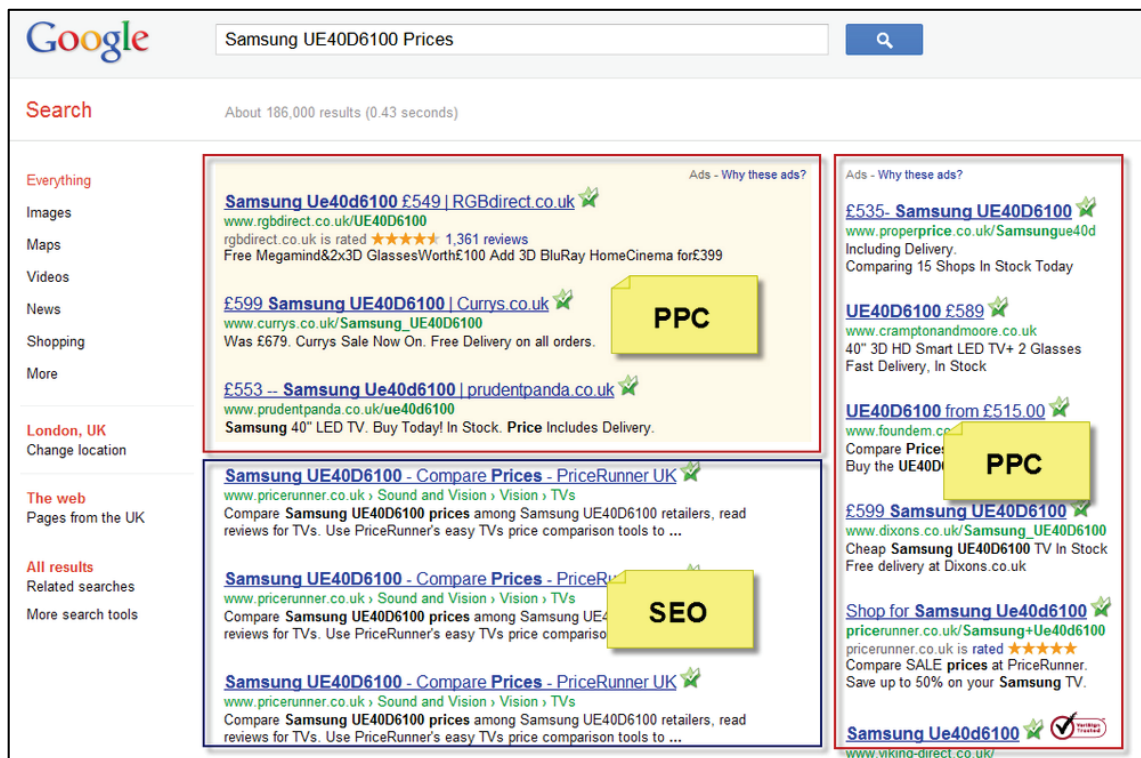 Google
Samsung UE40D6100 Prices
Search
About 186,000 results (0.43 seconds)
Everything
Images
Maps
Videos
News
Shopping
More
London, UK
Change location
The web
Pages from the UK
All results
Related searches
More search tools
Ads - Why these ads?
Samsung Ue40d6100 £549 | RGBdirect.co.uk
www.rgbdirect.co.uk/UE40D6100
rgbdirect.co.uk is rated 1,361 reviews
Free Megamind&2x3D GlassesWorth£100 Add 3D BluRay HomeCinema for£399
£599 Samsung UE40D6100 | Currys.co.uk
www.currys.co.uk/Samsung_UE40D6100
Was £679. Currys Sale Now On. Free Delivery on all orders.
PPC
£553 -- Samsung Ue40d6100 | prudentpanda.co.uk
www.prudentpanda.co.uk/ue40d6100
Samsung 40" LED TV. Buy Today! In Stock. Price Includes Delivery.
Samsung UE40D6100 - Compare Prices - PriceRunner UK
www.pricerunner.co.uk › Sound and Vision › Vision › TVs
Compare Samsung UE40D6100 prices among Samsung UE40D6100 retailers, read
reviews for TVs. Use PriceRunner's easy TVs price comparison tools to ...
Samsung UE40D6100 - Compare Prices -
www.pricerunner.co.uk › Sound and Vision › Vision › TVs
Compare Samsung UE40D6100 prices among Samsung
reviews for TVs. Use PriceRunner's easy TVs price
SEO
Samsung UE40D6100 - Compare Prices - PriceRunner UK
www.pricerunner.co.uk › Sound and Vision › Vision › TVs
Compare Samsung UE40D6100 prices among Samsung UE40D6100 retailers, read
reviews for TVs. Use PriceRunner's easy TVs price comparison tools to ...
Ads - Why these ads?
£535- Samsung UE40D6100
www.properprice.co.uk/Samsungue40d
Including Delivery.
Comparing 15 Shops In Stock Today
UE40D6100 £589
www.cramptonandmoore.co.uk
40" 3D HD Smart LED TV+ 2 Glasses
Fast Delivery, In Stock
UE40D6100 from £515.00
www.foundem.c
Compare
Buy the
PPC
£599 Samsung UE40D6100
www.dixons.co.uk/Samsung_UE40D6100
Cheap Samsung UE40D6100 TV In Stock
Free delivery at Dixons.co.uk
Shop for Samsung Ue40d6100
pricerunner.co.uk/Samsung+Ue40d6100
pricerunner.co.uk is rated
Compare SALE prices at PriceRunner.
Save up to 50% on your Samsung TV.
Samsung Ue40d6100
VeriSign
Trusted
www.viking-direct.co.uk/